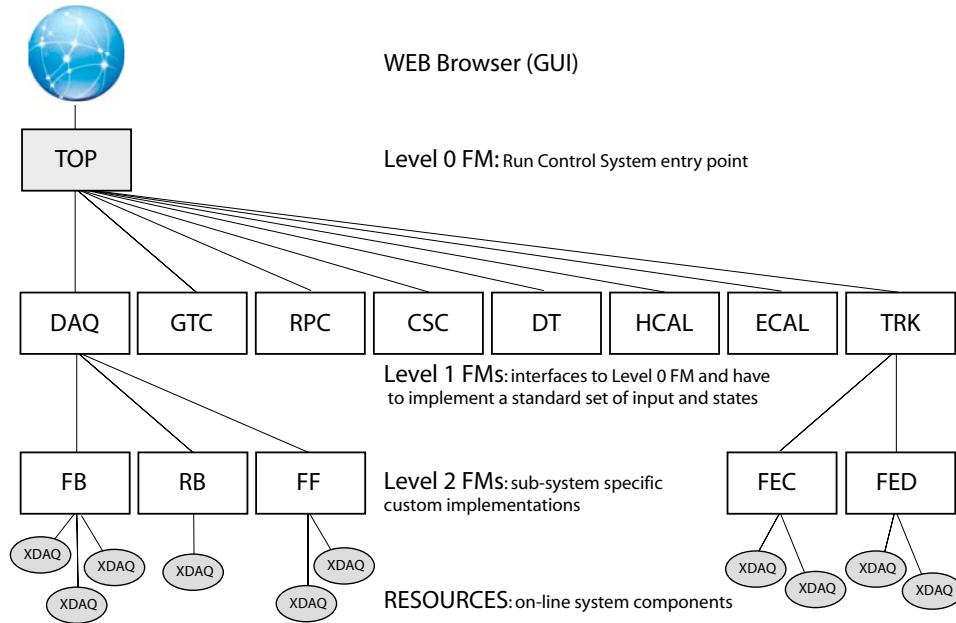 WEB Browser (GUI)
TOP
Level 0 FM: Run Control System entry point
DAQ
GTC
RPC
CSC
DT
HCAL
ECAL
TRK
Level 1 FMs: interfaces to Level 0 FM and have
to implement a standard set of input and states
FB
RB
FF
Level 2 FMs: sub-system specific
custom implementations
FEC
FED
XDAQ
XDAQ
XDAQ
XDAQ
XDAQ
XDAQ
XDAQ
XDAQ
XDAQ
XDAQ
RESOURCES: on-line system components